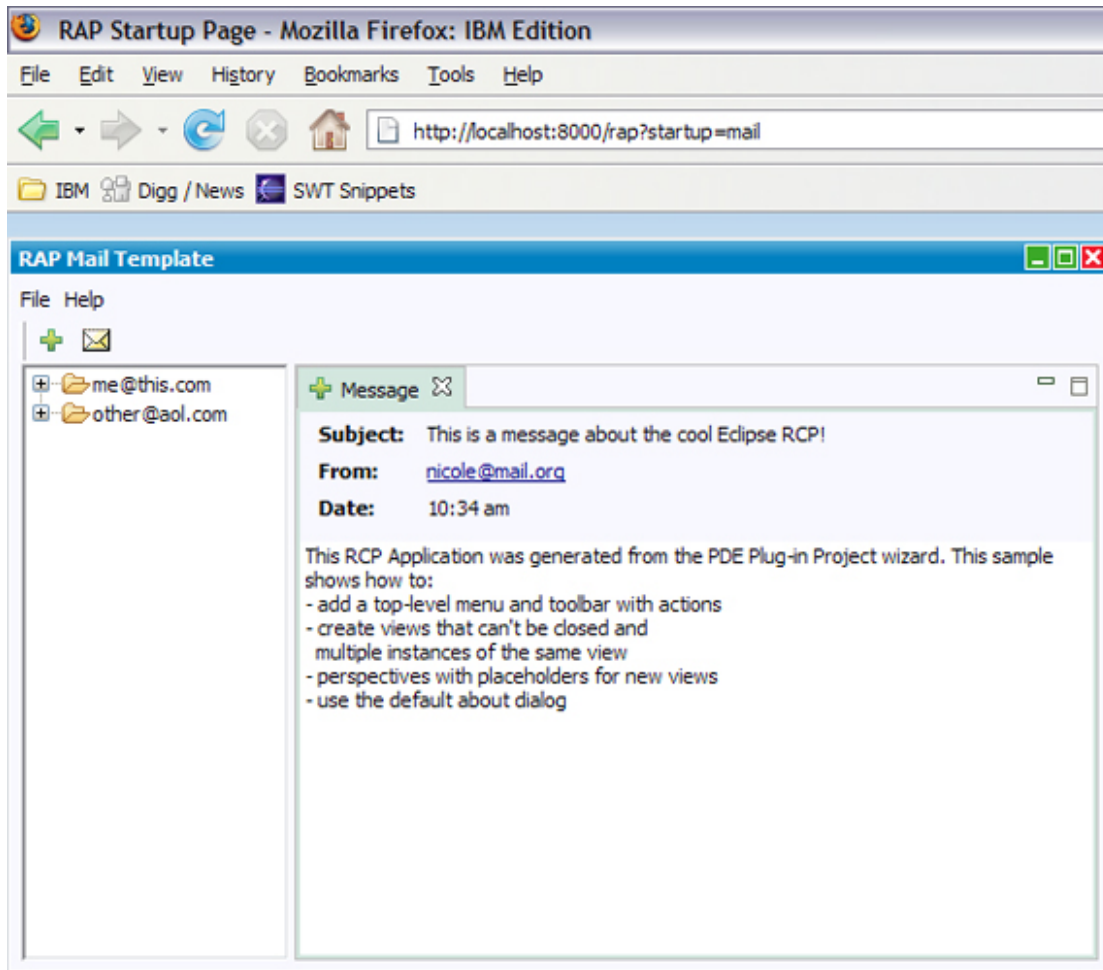 RAP Startup Page - Mozilla Firefox: IBM Edition
File Edit View History Bookmarks Tools Help
http://localhost:8000/rap?startup=mail
IBM Digg / News SWT Snippets
RAP Mail Template
File Help
me@this.com
other@aol.com
Message
Subject: This is a message about the cool Eclipse RCP!
From: nicole@mail.org
Date: 10:34 am
This RCP Application was generated from the PDE Plug-in Project wizard. This sample
shows how to:
- add a top-level menu and toolbar with actions
- create views that can't be closed and
multiple instances of the same view
- perspectives with placeholders for new views
- use the default about dialog